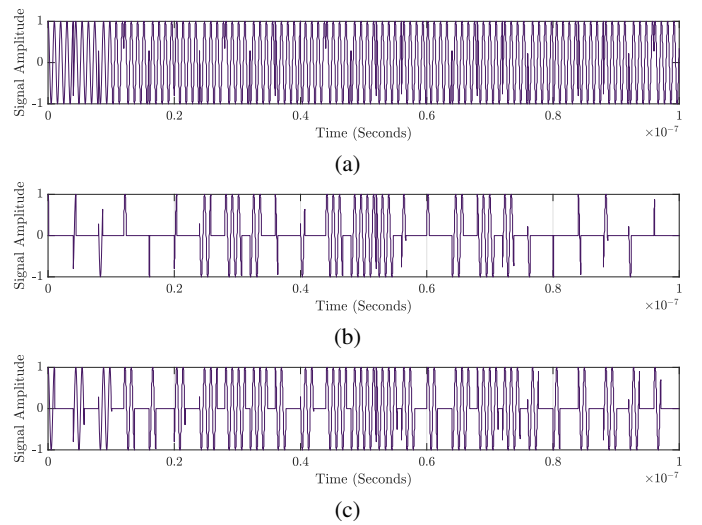 Signal Amplitude
1
0
-1
0 0.2 0.4 0.6 0.8 1
Time (Seconds)
×10⁻⁷
(a)
Signal Amplitude
1
0
-1
0 0.2 0.4 0.6 0.8 1
Time (Seconds)
×10⁻⁷
(b)
Signal Amplitude
1
0
-1
0 0.2 0.4 0.6 0.8 1
Time (Seconds)
×10⁻⁷
(c)